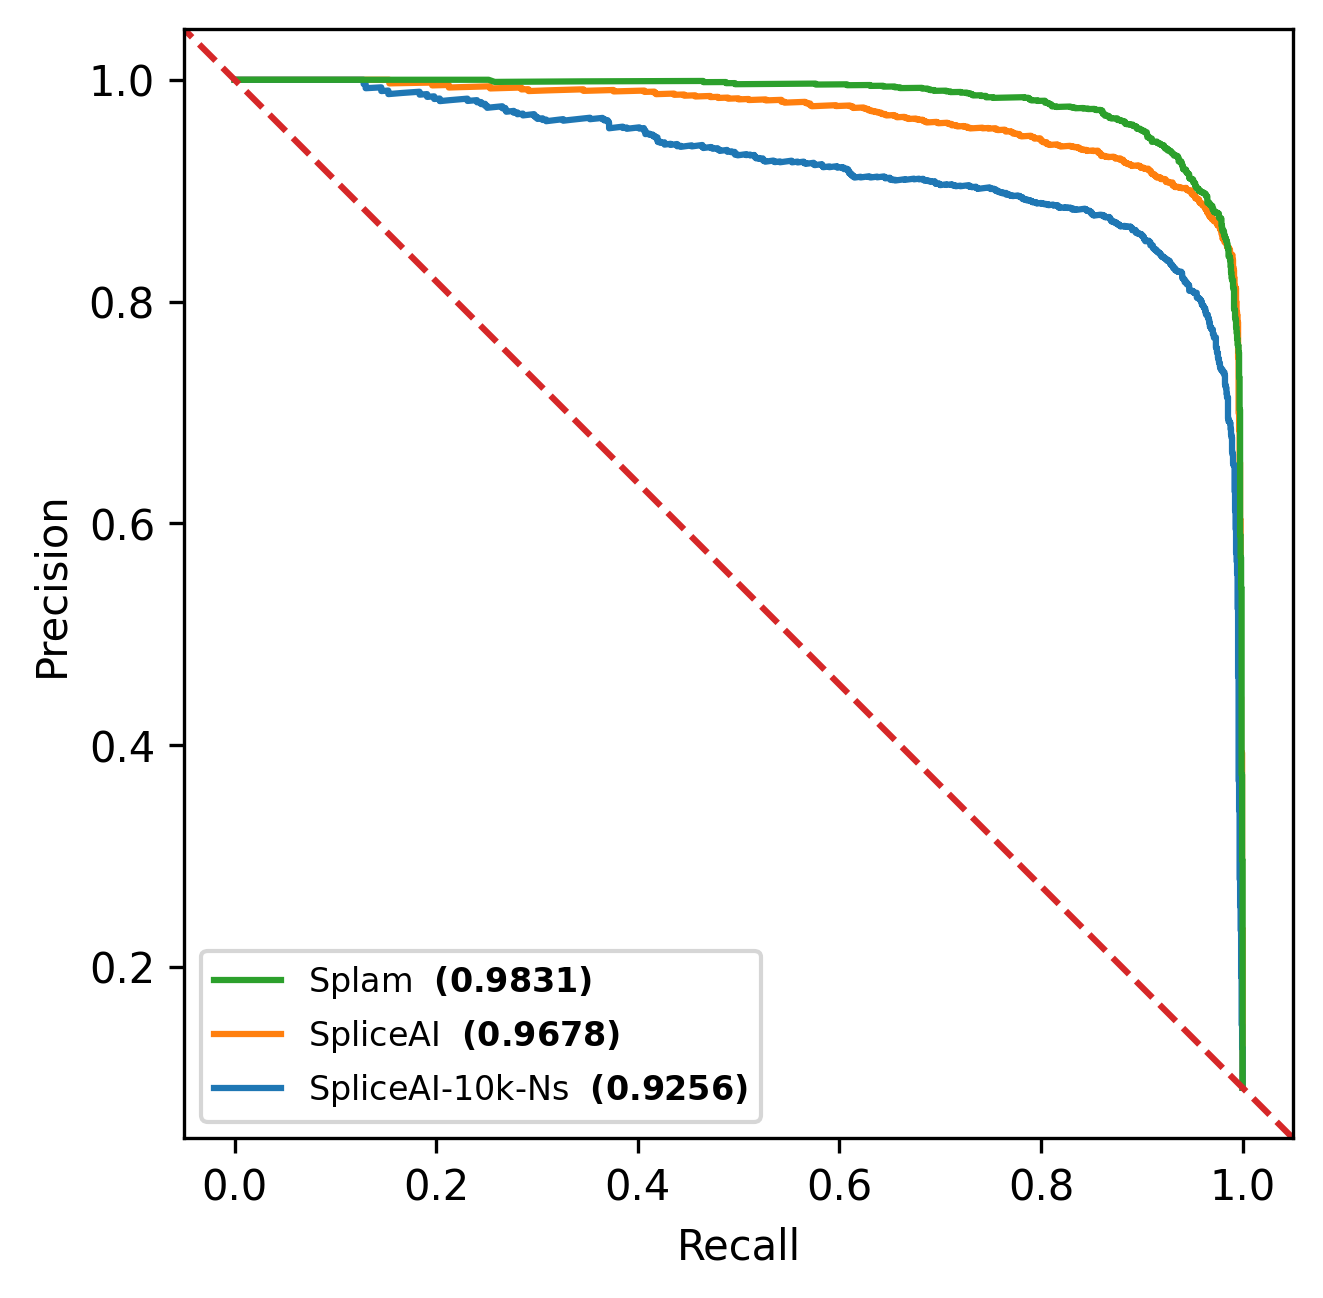 1.0
0.8
0.6
0.4
0.2
Precision
Splam (0.9831)
SpliceAI (0.9678)
SpliceAI-10k-Ns (0.9256)
0.0 0.2 0.4 0.6 0.8 1.0
Recall